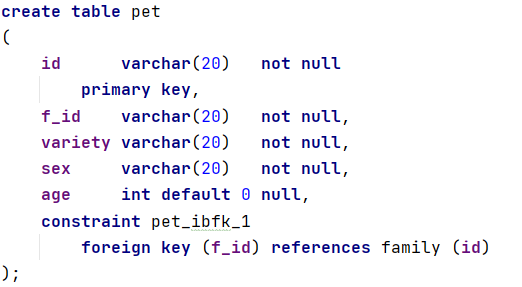 create table pet
(
    id      varchar(20)   not null
        primary key,
    f_id    varchar(20)   not null,
    variety varchar(20)   not null,
    sex     varchar(20)   not null,
    age     int default 0 null,
    constraint pet_ibfk_1
        foreign key (f_id) references family (id)
);